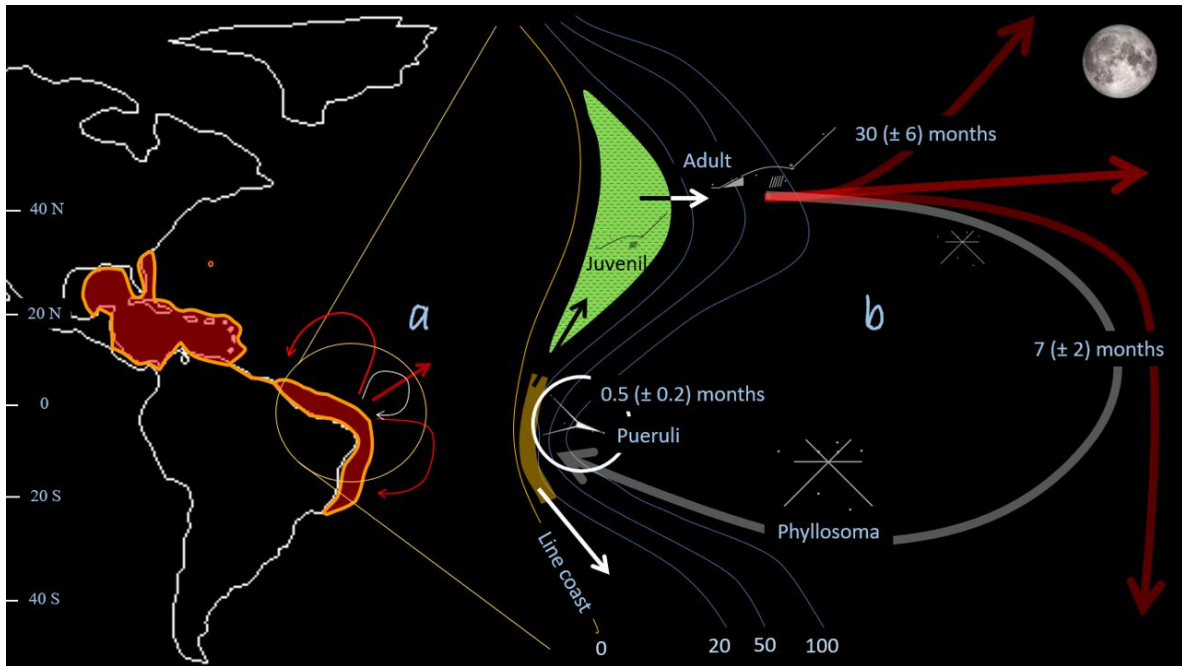 40 N
20 N
0
20 S
40 S
a
Adult
30 (± 6) months
Juvenil
b
7 (± 2) months
0.5 (± 0.2) months
Pueruli
Phyllosoma
Line coast
0
20
50
100